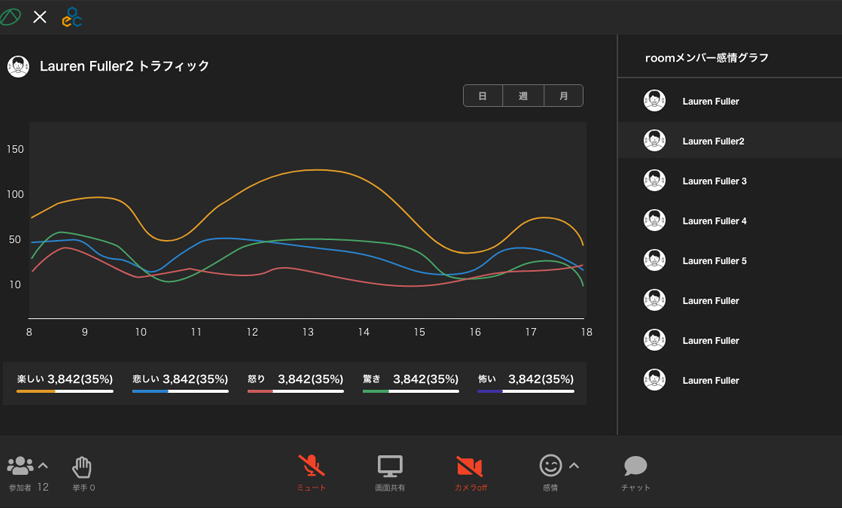 Lauren Fuller2 トラフィック
日 週 月
150
100
50
10
8 9 10 11 12 13 14 15 16 17 18
楽しい 3,842(35%)
悲しい 3,842(35%)
怒り 3,842(35%)
驚き 3,842(35%)
怖い 3,842(35%)
roomメンバー感情グラフ
Lauren Fuller
Lauren Fuller2
Lauren Fuller 3
Lauren Fuller 4
Lauren Fuller 5
Lauren Fuller
Lauren Fuller
Lauren Fuller
参加者 12
挙手 0
ミュート
画面共有
カメラoff
感情
チャット